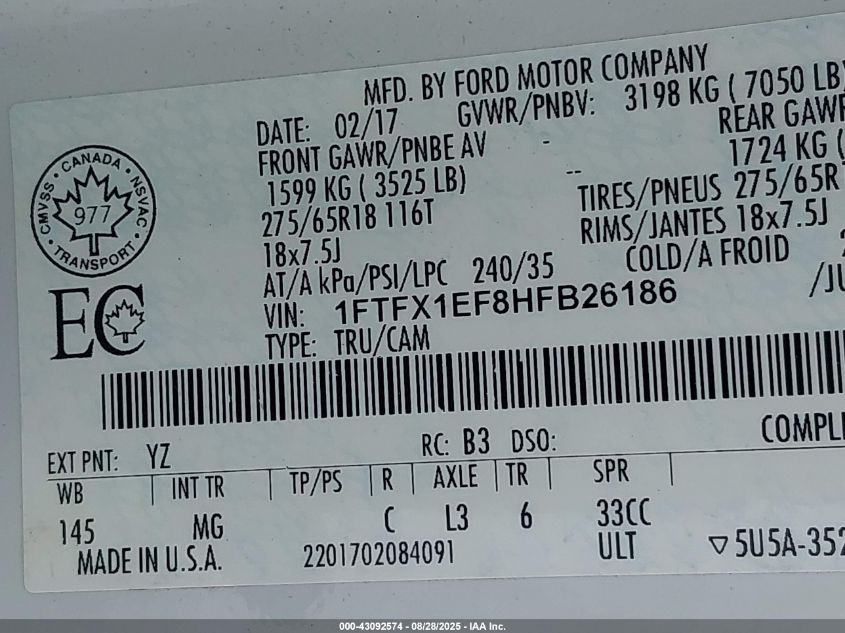 MFD. BY FORD MOTOR COMPANY
DATE: 02/17 GVWR/PNBV: 3198 KG ( 7050 LB)
FRONT GAWR/PNBE AV - REAR GAWR
1599 KG ( 3525 LB) -- 1724 KG (
275/65R18 116T TIRES/PNEUS 275/65R
18x7.5J RIMS/JANTES 18x7.5J
AT/A kPa/PSI/LPC 240/35 COLD/A FROID
VIN: 1FTFX1EF8HFB26186 /JU
TYPE: TRU/CAM
CMVSS • CANADA • NSVAC • TRANSPORT •
977
EC
EXT PNT: YZ RC: B3 DSO: COMPL
WB INT TR TP/PS R AXLE TR SPR
145 MG C L3 6 33CC
MADE IN U.S.A. 2201702084091 ULT ▽5U5A-352
000-43092574 - 08/28/2025 - IAA Inc.